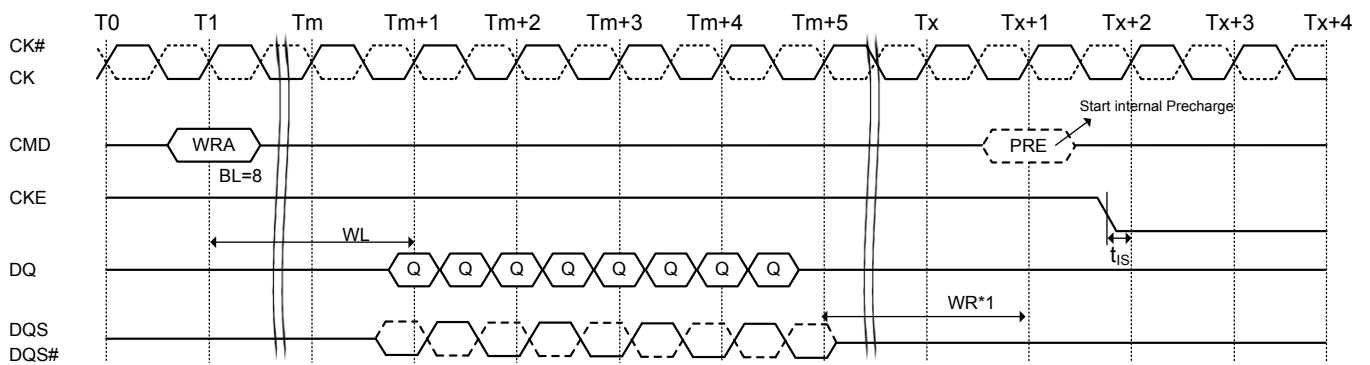 T0 T1 Tm Tm+1 Tm+2 Tm+3 Tm+4 Tm+5 Tx Tx+1 Tx+2 Tx+3 Tx+4
CK#
CK
Start internal Precharge
CMD WRA PRE
BL=8
CKE
WL
tIS
DQ Q Q Q Q Q Q Q Q
WR*1
DQS
DQS#